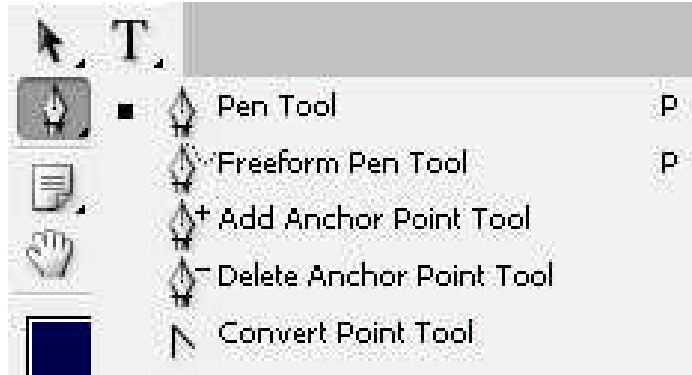 T
Pen Tool P
Freeform Pen Tool P
Add Anchor Point Tool
Delete Anchor Point Tool
Convert Point Tool